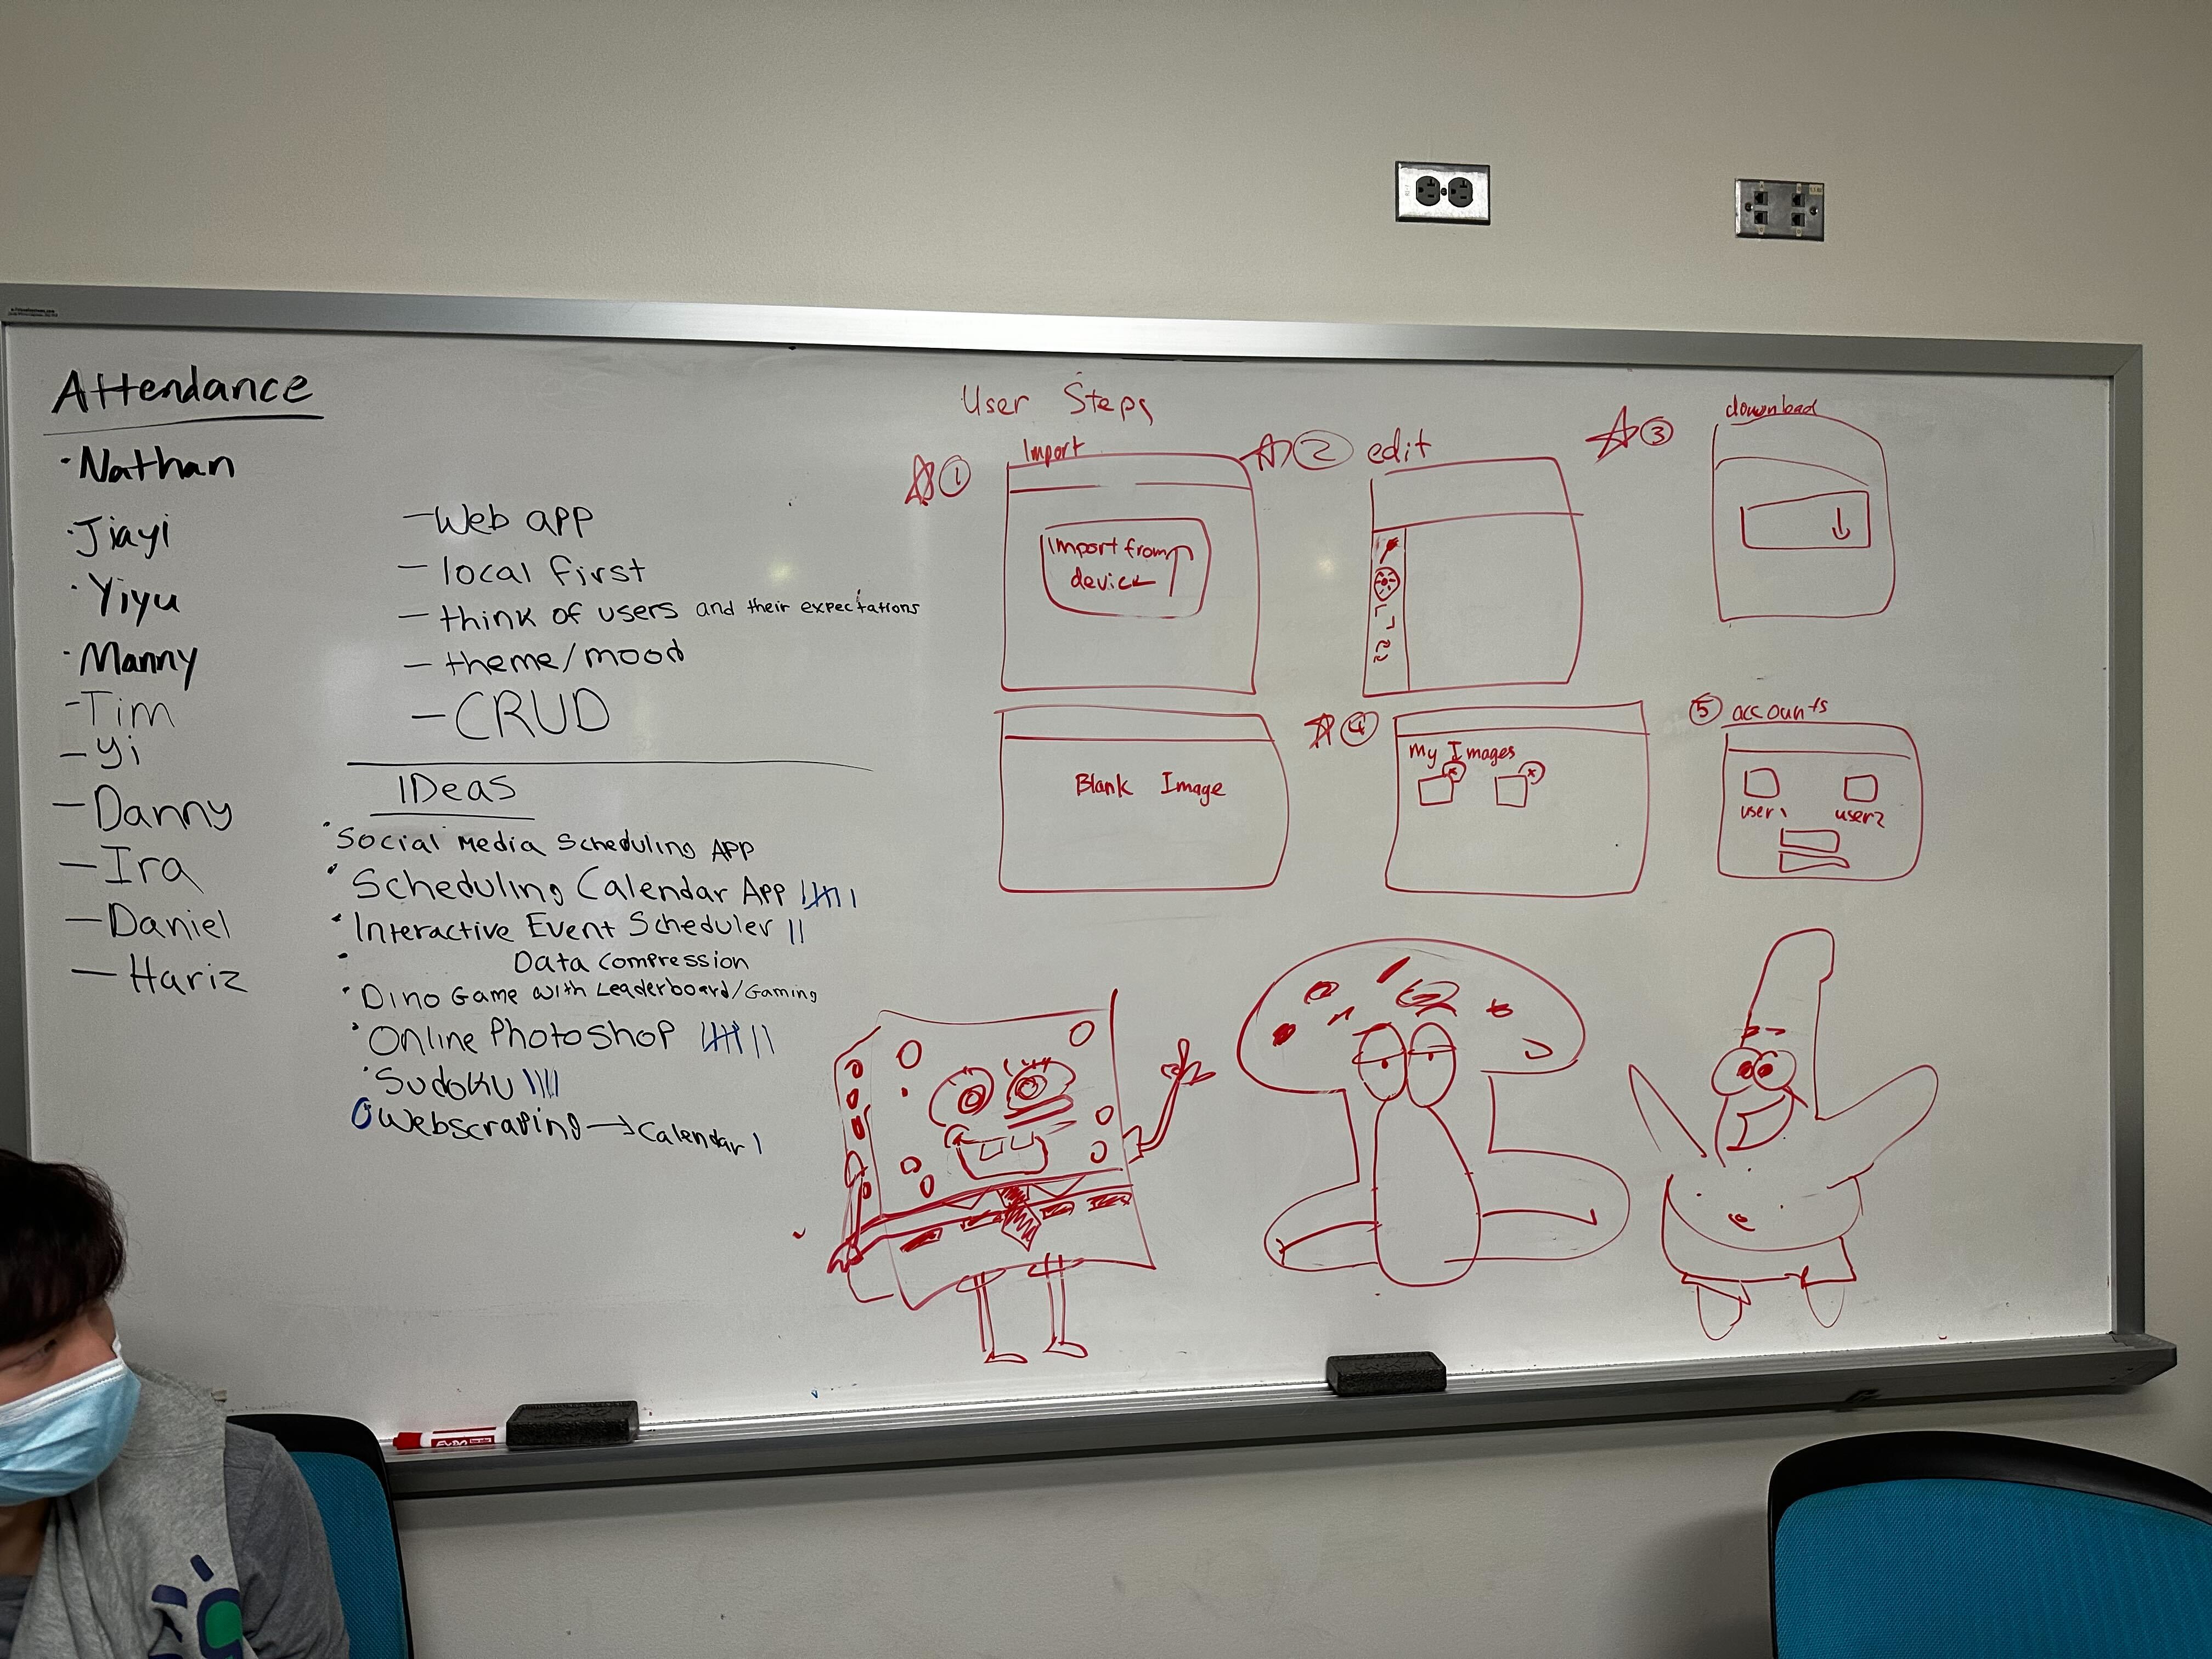 Attendance
• Nathan
• Jiayi
• Yiyu
• Manny
- Tim
- Yi
- Danny
- Ira
- Daniel
- Hariz
- Web app
- local first
- think of users and their expectations
- theme/mood
- CRUD
IDeas
• Social Media Scheduling App
• Scheduling Calendar App
• Interactive Event Scheduler
• Data Compression
• Dino Game with Leaderboard/Gaming
• Online Photoshop
• Sudoku
Webscraping → Calendar
User Steps
1 Import
Import from device
Blank Image
2 edit
3 download
4
My Images
x x
5 accounts
user1 user2
EXPO